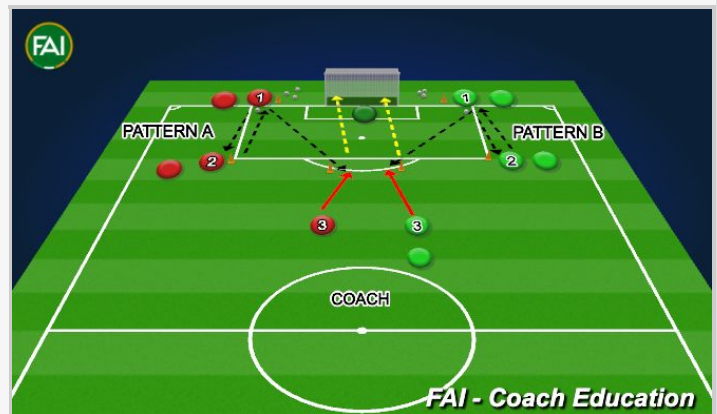 FAI
1
1
PATTERN A
PATTERN B
2
2
3
3
COACH
FAI - Coach Education